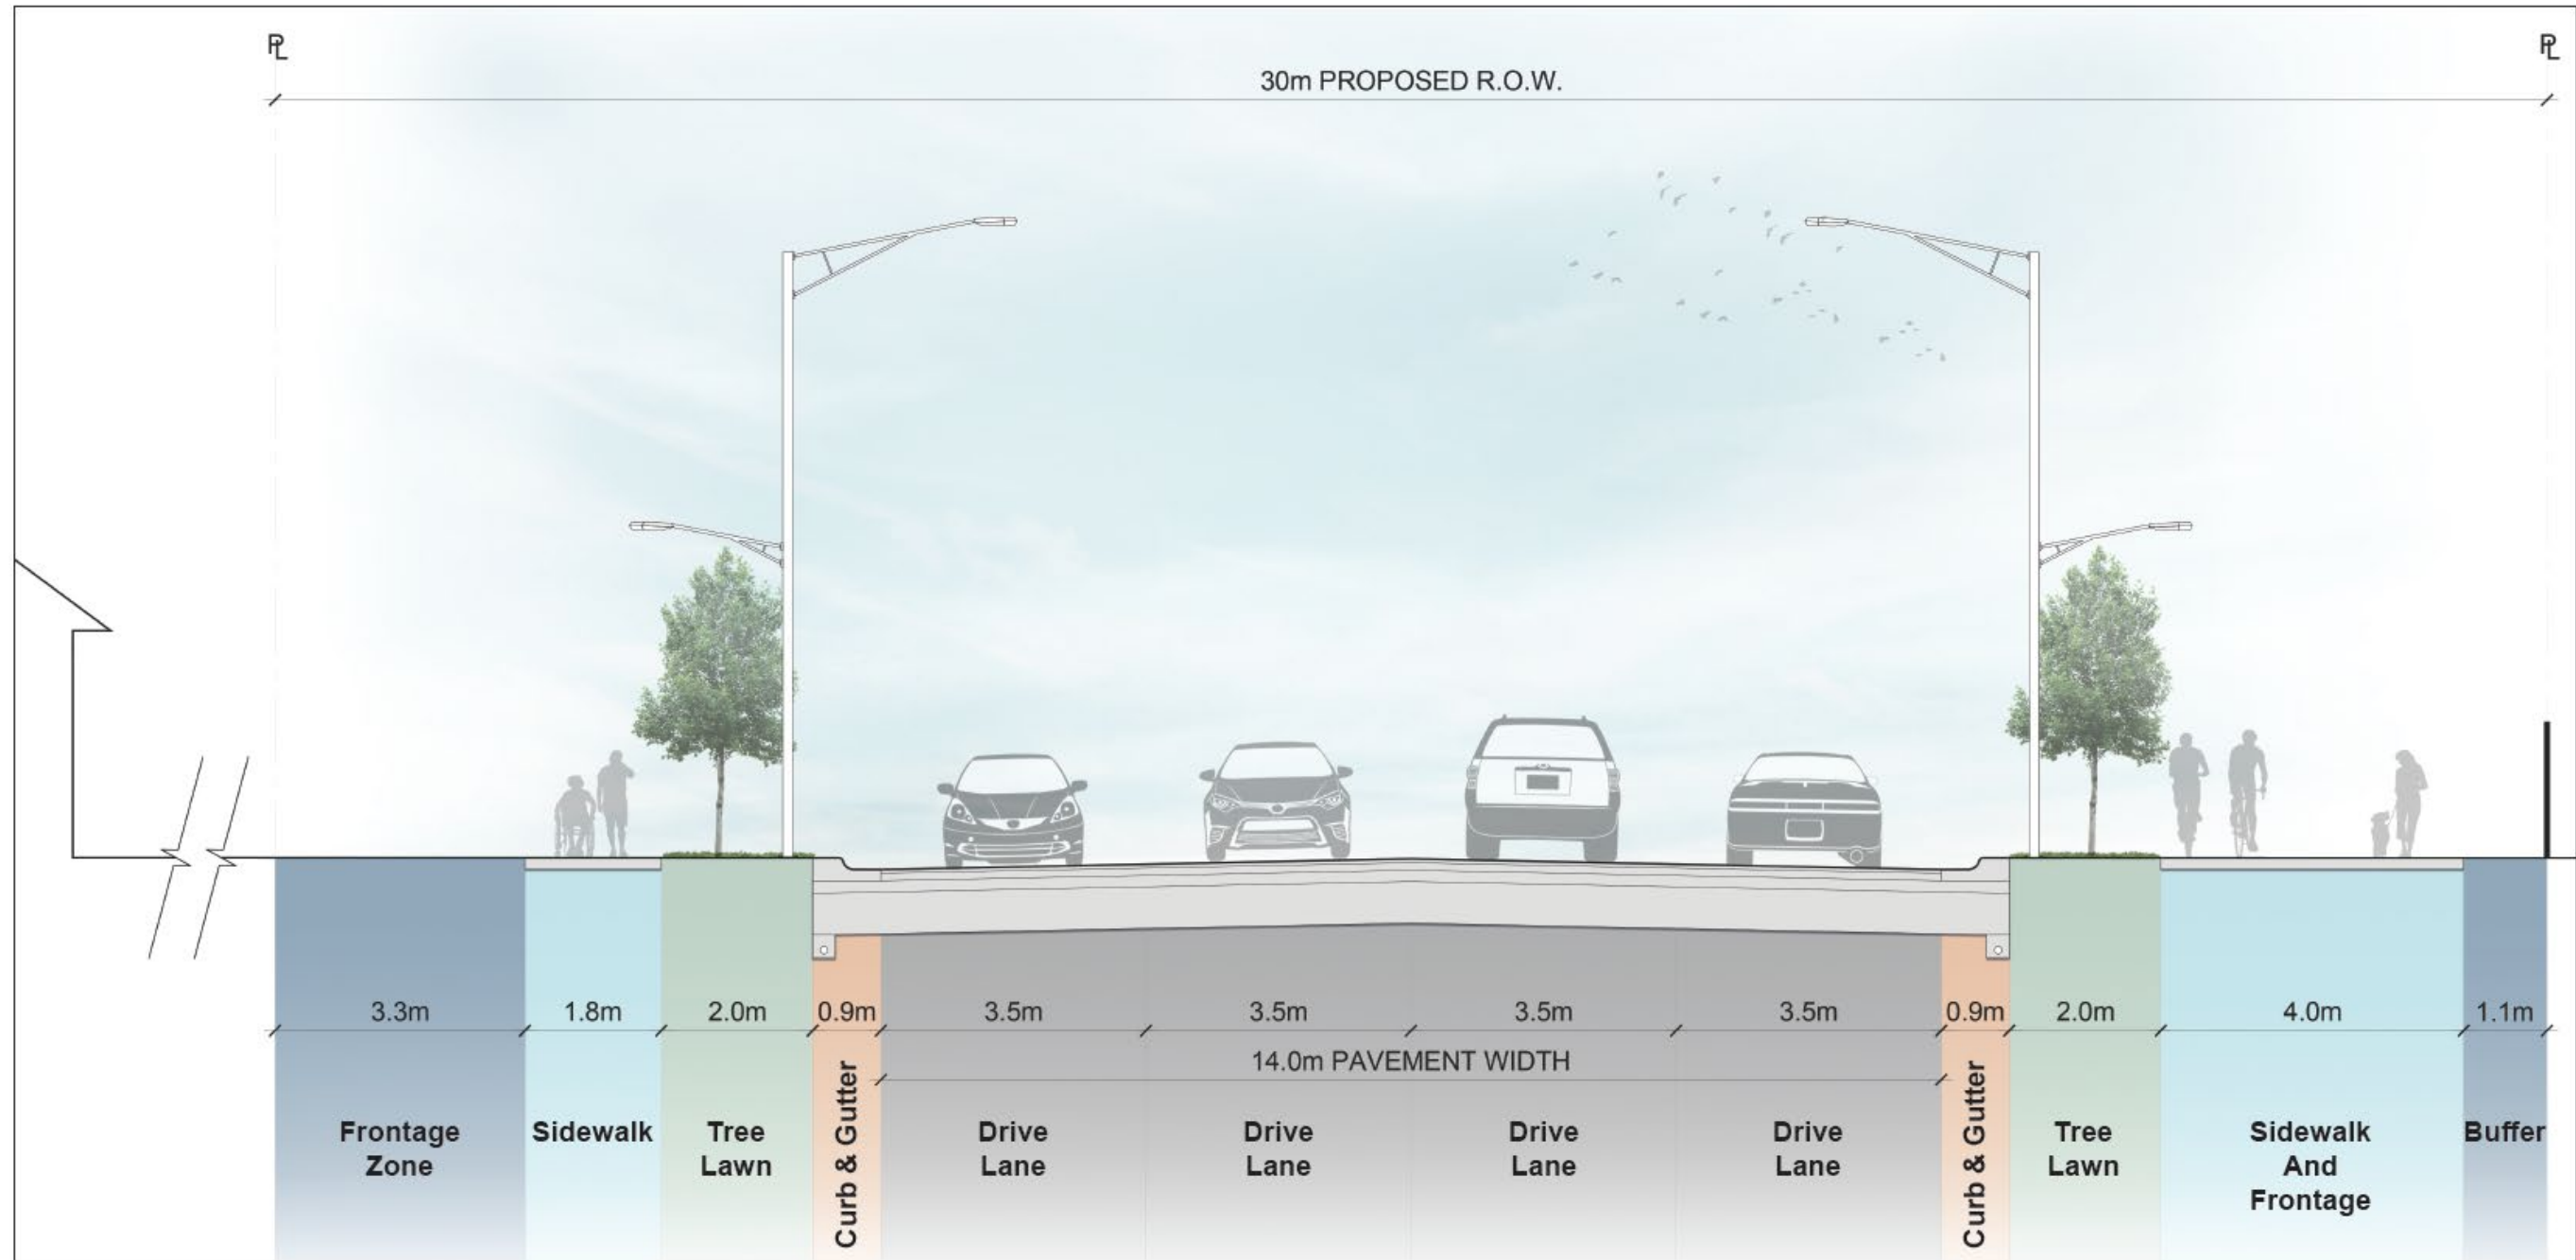 PL
PL
30m PROPOSED R.O.W.
3.3m
1.8m
2.0m
0.9m
3.5m
3.5m
3.5m
3.5m
0.9m
2.0m
4.0m
1.1m
14.0m PAVEMENT WIDTH
Frontage
Zone
Sidewalk
Tree
Lawn
Curb & Gutter
Drive
Lane
Drive
Lane
Drive
Lane
Drive
Lane
Curb & Gutter
Tree
Lawn
Sidewalk
And
Frontage
Buffer